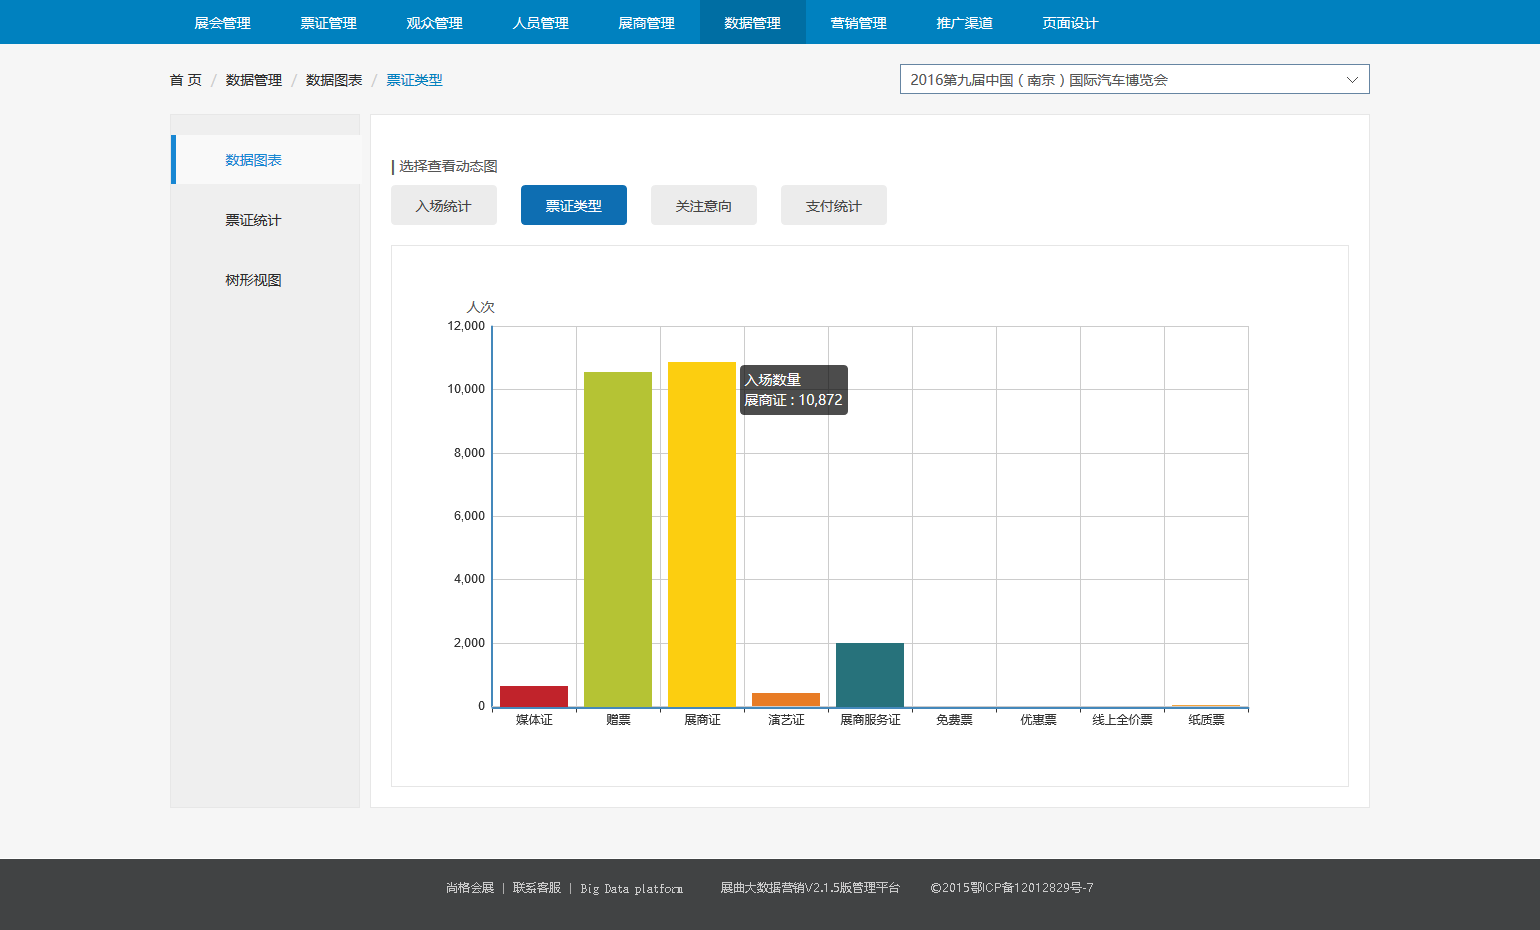 展会管理 票证管理 观众管理 人员管理 展商管理 数据管理 营销管理 推广渠道 页面设计
首 页 / 数据管理 / 数据图表 / 票证类型
2016第九届中国（南京）国际汽车博览会
数据图表
票证统计
树形视图
选择查看动态图
入场统计 票证类型 关注意向 支付统计
人次
12,000
10,000
8,000
6,000
4,000
2,000
0
入场数量
展商证 : 10,872
媒体证 赠票 展商证 演艺证 展商服务证 免费票 优惠票 线上全价票 纸质票
尚格会展 | 联系客服 | Big Data platform 展曲大数据营销V2.1.5版管理平台 ©2015鄂ICP备12012829号-7